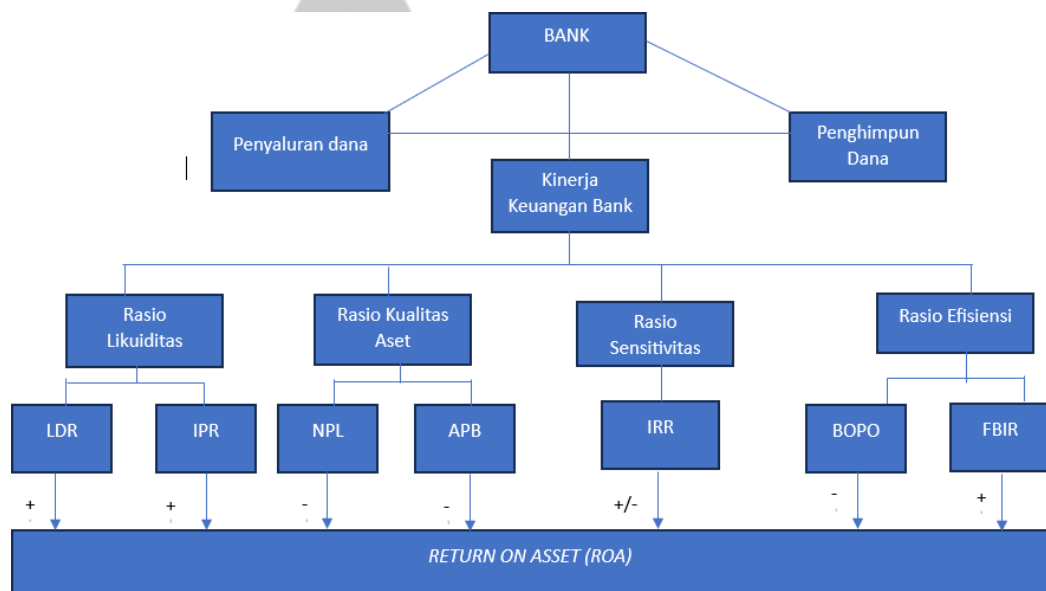 BANK
Penyaluran dana
Penghimpun
Dana
Kinerja
Keuangan Bank
Rasio
Likuiditas
Rasio Kualitas
Aset
Rasio
Sensitivitas
Rasio Efisiensi
LDR
IPR
NPL
APB
IRR
BOPO
FBIR
+
+
-
-
+/-
-
+
RETURN ON ASSET (ROA)